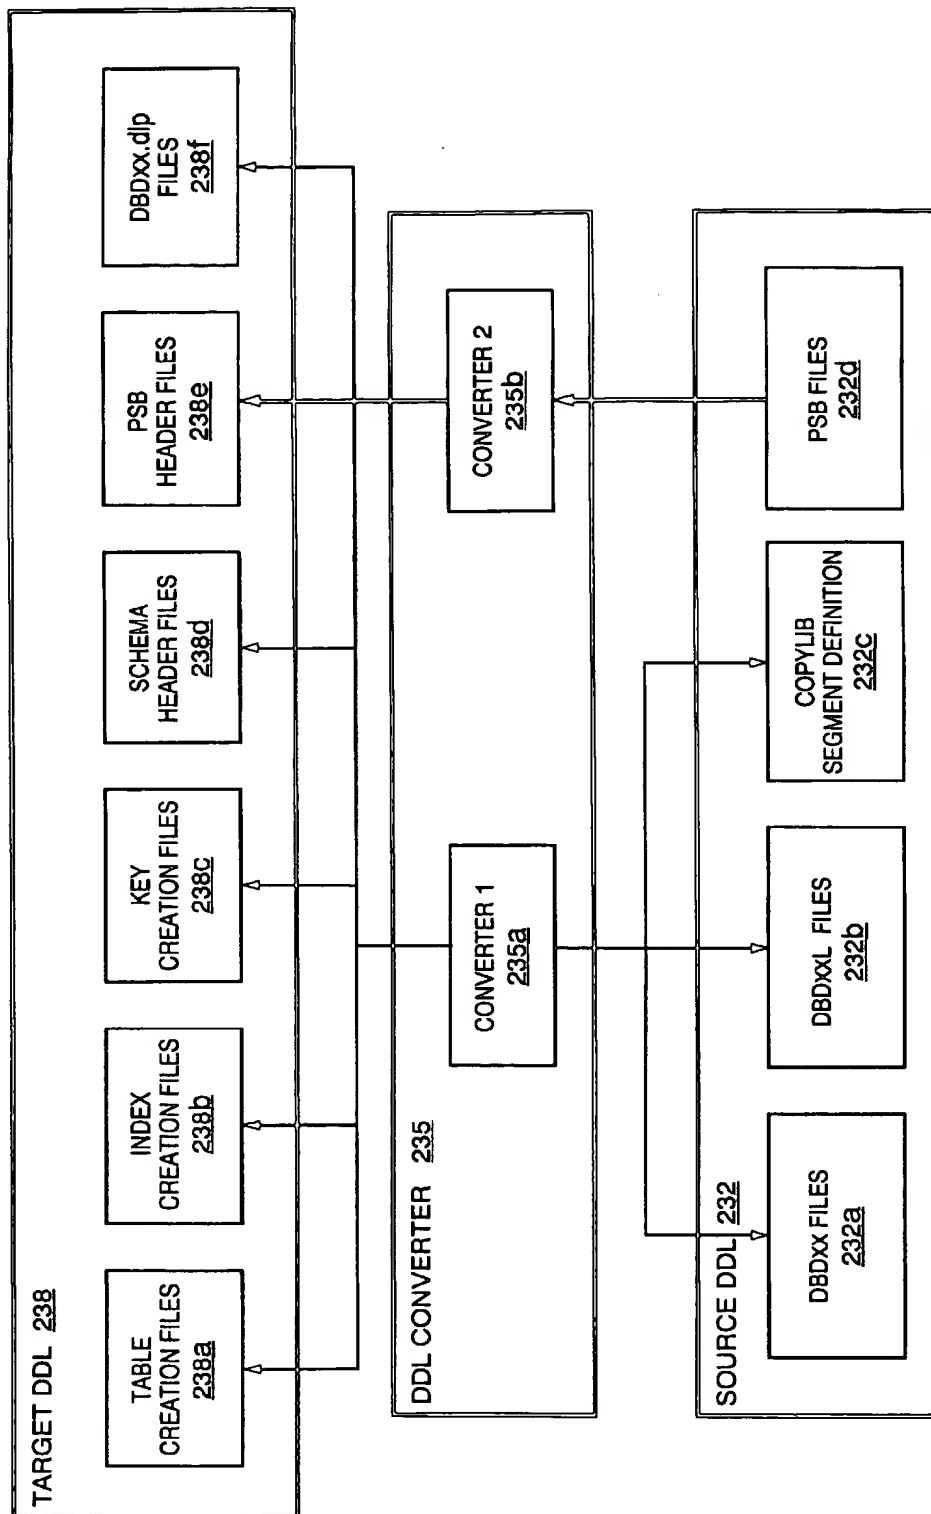 TARGET DDL 238
TABLE
CREATION FILES
238a
INDEX
CREATION FILES
238b
KEY
CREATION FILES
238c
SCHEMA
HEADER FILES
238d
PSB
HEADER FILES
238e
DBDxx.dlp
FILES
238f
DDL CONVERTER 235
CONVERTER 1
235a
CONVERTER 2
235b
SOURCE DDL 232
DBDXX FILES
232a
DBDXXL FILES
232b
COPYLIB
SEGMENT DEFINITION
232c
PSB FILES
232d